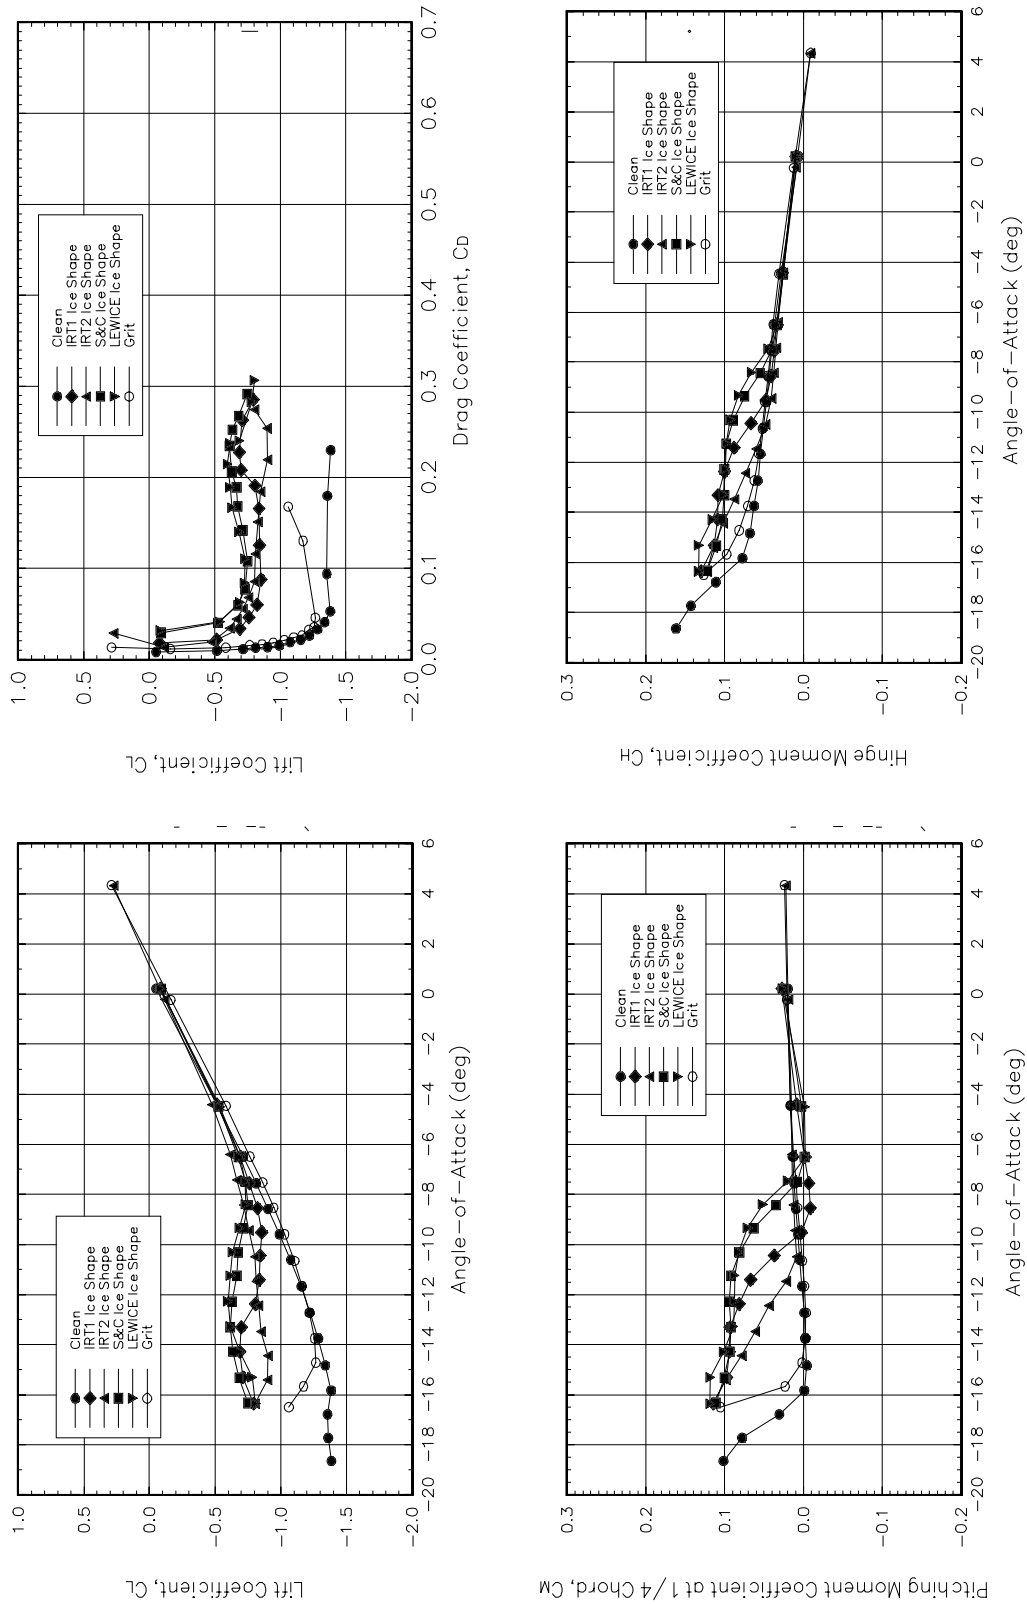 Lift Coefficient, CL
1.0
0.5
0.0
−0.5
−1.0
−1.5
−2.0
Clean
IRT1 Ice Shape
IRT2 Ice Shape
S&C Ice Shape
LEWICE Ice Shape
Grit
−20 −18 −16 −14 −12 −10 −8 −6 −4 −2 0 2 4 6
Angle−of−Attack (deg)
Lift Coefficient, CL
1.0
0.5
0.0
−0.5
−1.0
−1.5
−2.0
Clean
IRT1 Ice Shape
IRT2 Ice Shape
S&C Ice Shape
LEWICE Ice Shape
Grit
0.0 0.1 0.2 0.3 0.4 0.5 0.6 0.7
Drag Coefficient, CD
Pitching Moment Coefficient at 1/4 Chord, CM
0.3
0.2
0.1
0.0
−0.1
−0.2
Clean
IRT1 Ice Shape
IRT2 Ice Shape
S&C Ice Shape
LEWICE Ice Shape
Grit
−20 −18 −16 −14 −12 −10 −8 −6 −4 −2 0 2 4 6
Angle−of−Attack (deg)
Hinge Moment Coefficient, CH
0.3
0.2
0.1
0.0
−0.1
−0.2
Clean
IRT1 Ice Shape
IRT2 Ice Shape
S&C Ice Shape
LEWICE Ice Shape
Grit
−20 −18 −16 −14 −12 −10 −8 −6 −4 −2 0 2 4 6
Angle−of−Attack (deg)